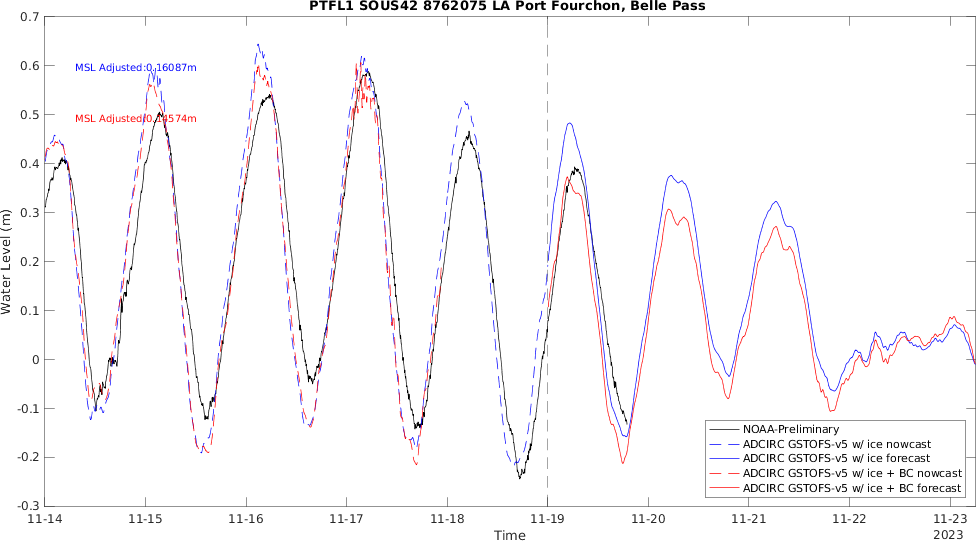 PTFL1 SOUS42 8762075 LA Port Fourchon, Belle Pass
0.7
0.6
0.5
0.4
0.3
0.2
0.1
0
-0.1
-0.2
-0.3
Water Level (m)
MSL Adjusted:0.16087m
MSL Adjusted:0.14574m
NOAA-Preliminary
ADCIRC GSTOFS-v5 w/ ice nowcast
ADCIRC GSTOFS-v5 w/ ice forecast
ADCIRC GSTOFS-v5 w/ ice + BC nowcast
ADCIRC GSTOFS-v5 w/ ice + BC forecast
11-14 11-15 11-16 11-17 11-18 11-19 11-20 11-21 11-22 11-23
Time
2023